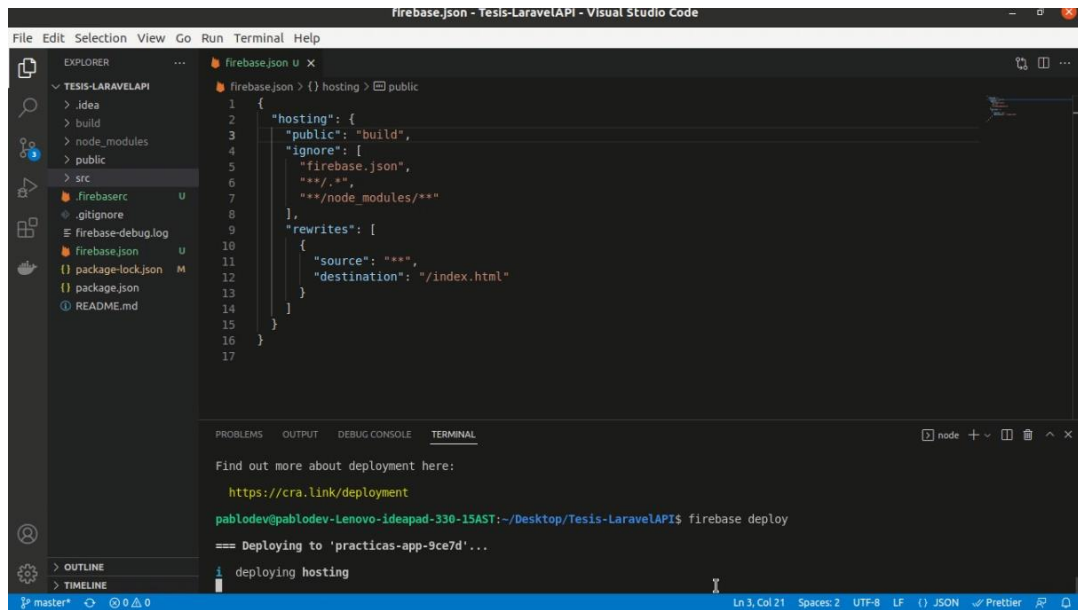 firebase.json - Tesis-LaravelAPI - Visual Studio Code
File Edit Selection View Go Run Terminal Help
EXPLORER
TESIS-LARAVELAPI
.idea
build
node_modules
public
src
.firebaserc U
.gitignore
firebase-debug.log
firebase.json U
package-lock.json M
package.json
README.md
OUTLINE
TIMELINE
3
firebase.json U
firebase.json > {} hosting > public
1 {
2 "hosting": {
3 "public": "build",
4 "ignore": [
5 "firebase.json",
6 "**/.*",
7 "**/node_modules/**"
8 ],
9 "rewrites": [
10 {
11 "source": "**",
12 "destination": "/index.html"
13 }
14 ]
15 }
16 }
17
PROBLEMS OUTPUT DEBUG CONSOLE TERMINAL
node
Find out more about deployment here:
https://cra.link/deployment
pablodev@pablodev-Lenovo-ideapad-330-15AST:~/Desktop/Tesis-LaravelAPI$ firebase deploy
=== Deploying to 'practicas-app-9ce7d'...
i deploying hosting
master* 0 0 Ln 3, Col 21 Spaces: 2 UTF-8 LF {} JSON Prettier